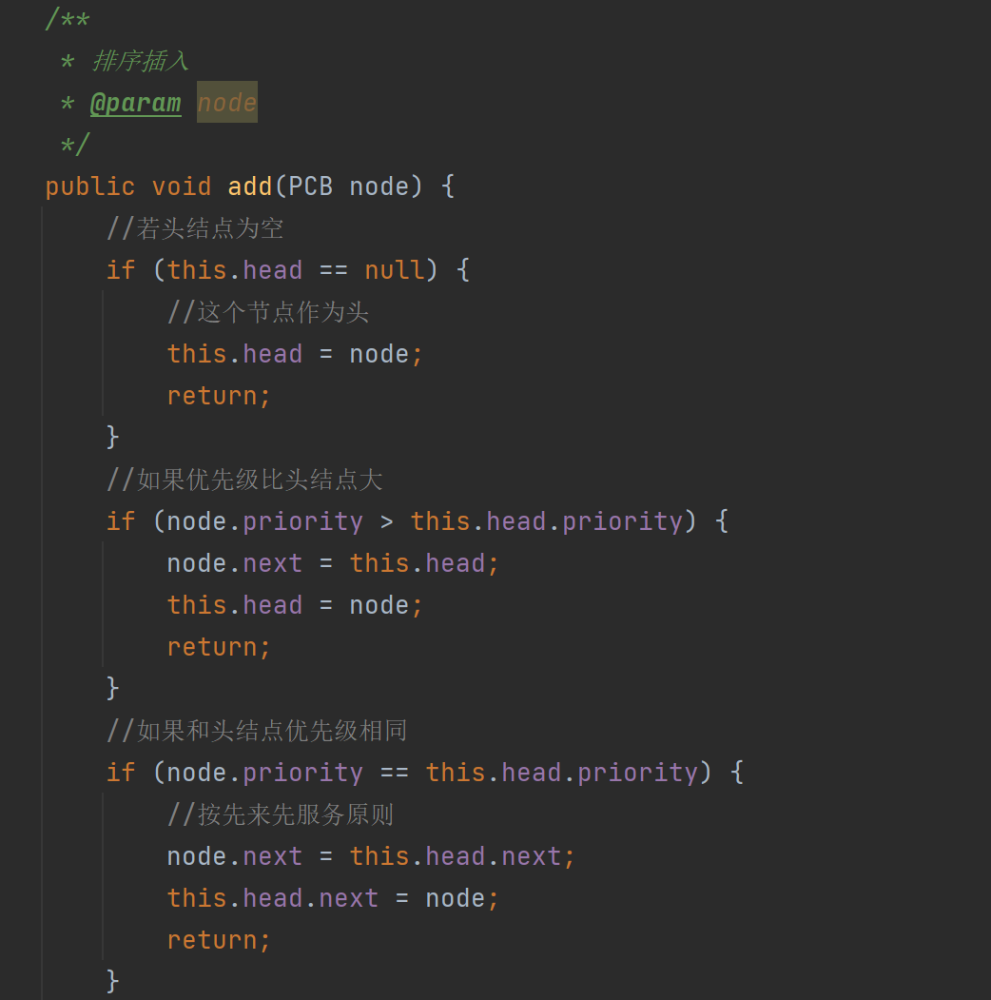 /**
 * 排序插入
 * @param node
 */
public void add(PCB node) {
    //若头结点为空
    if (this.head == null) {
        //这个节点作为头
        this.head = node;
        return;
    }
    //如果优先级比头结点大
    if (node.priority > this.head.priority) {
        node.next = this.head;
        this.head = node;
        return;
    }
    //如果和头结点优先级相同
    if (node.priority == this.head.priority) {
        //按先来先服务原则
        node.next = this.head.next;
        this.head.next = node;
        return;
    }